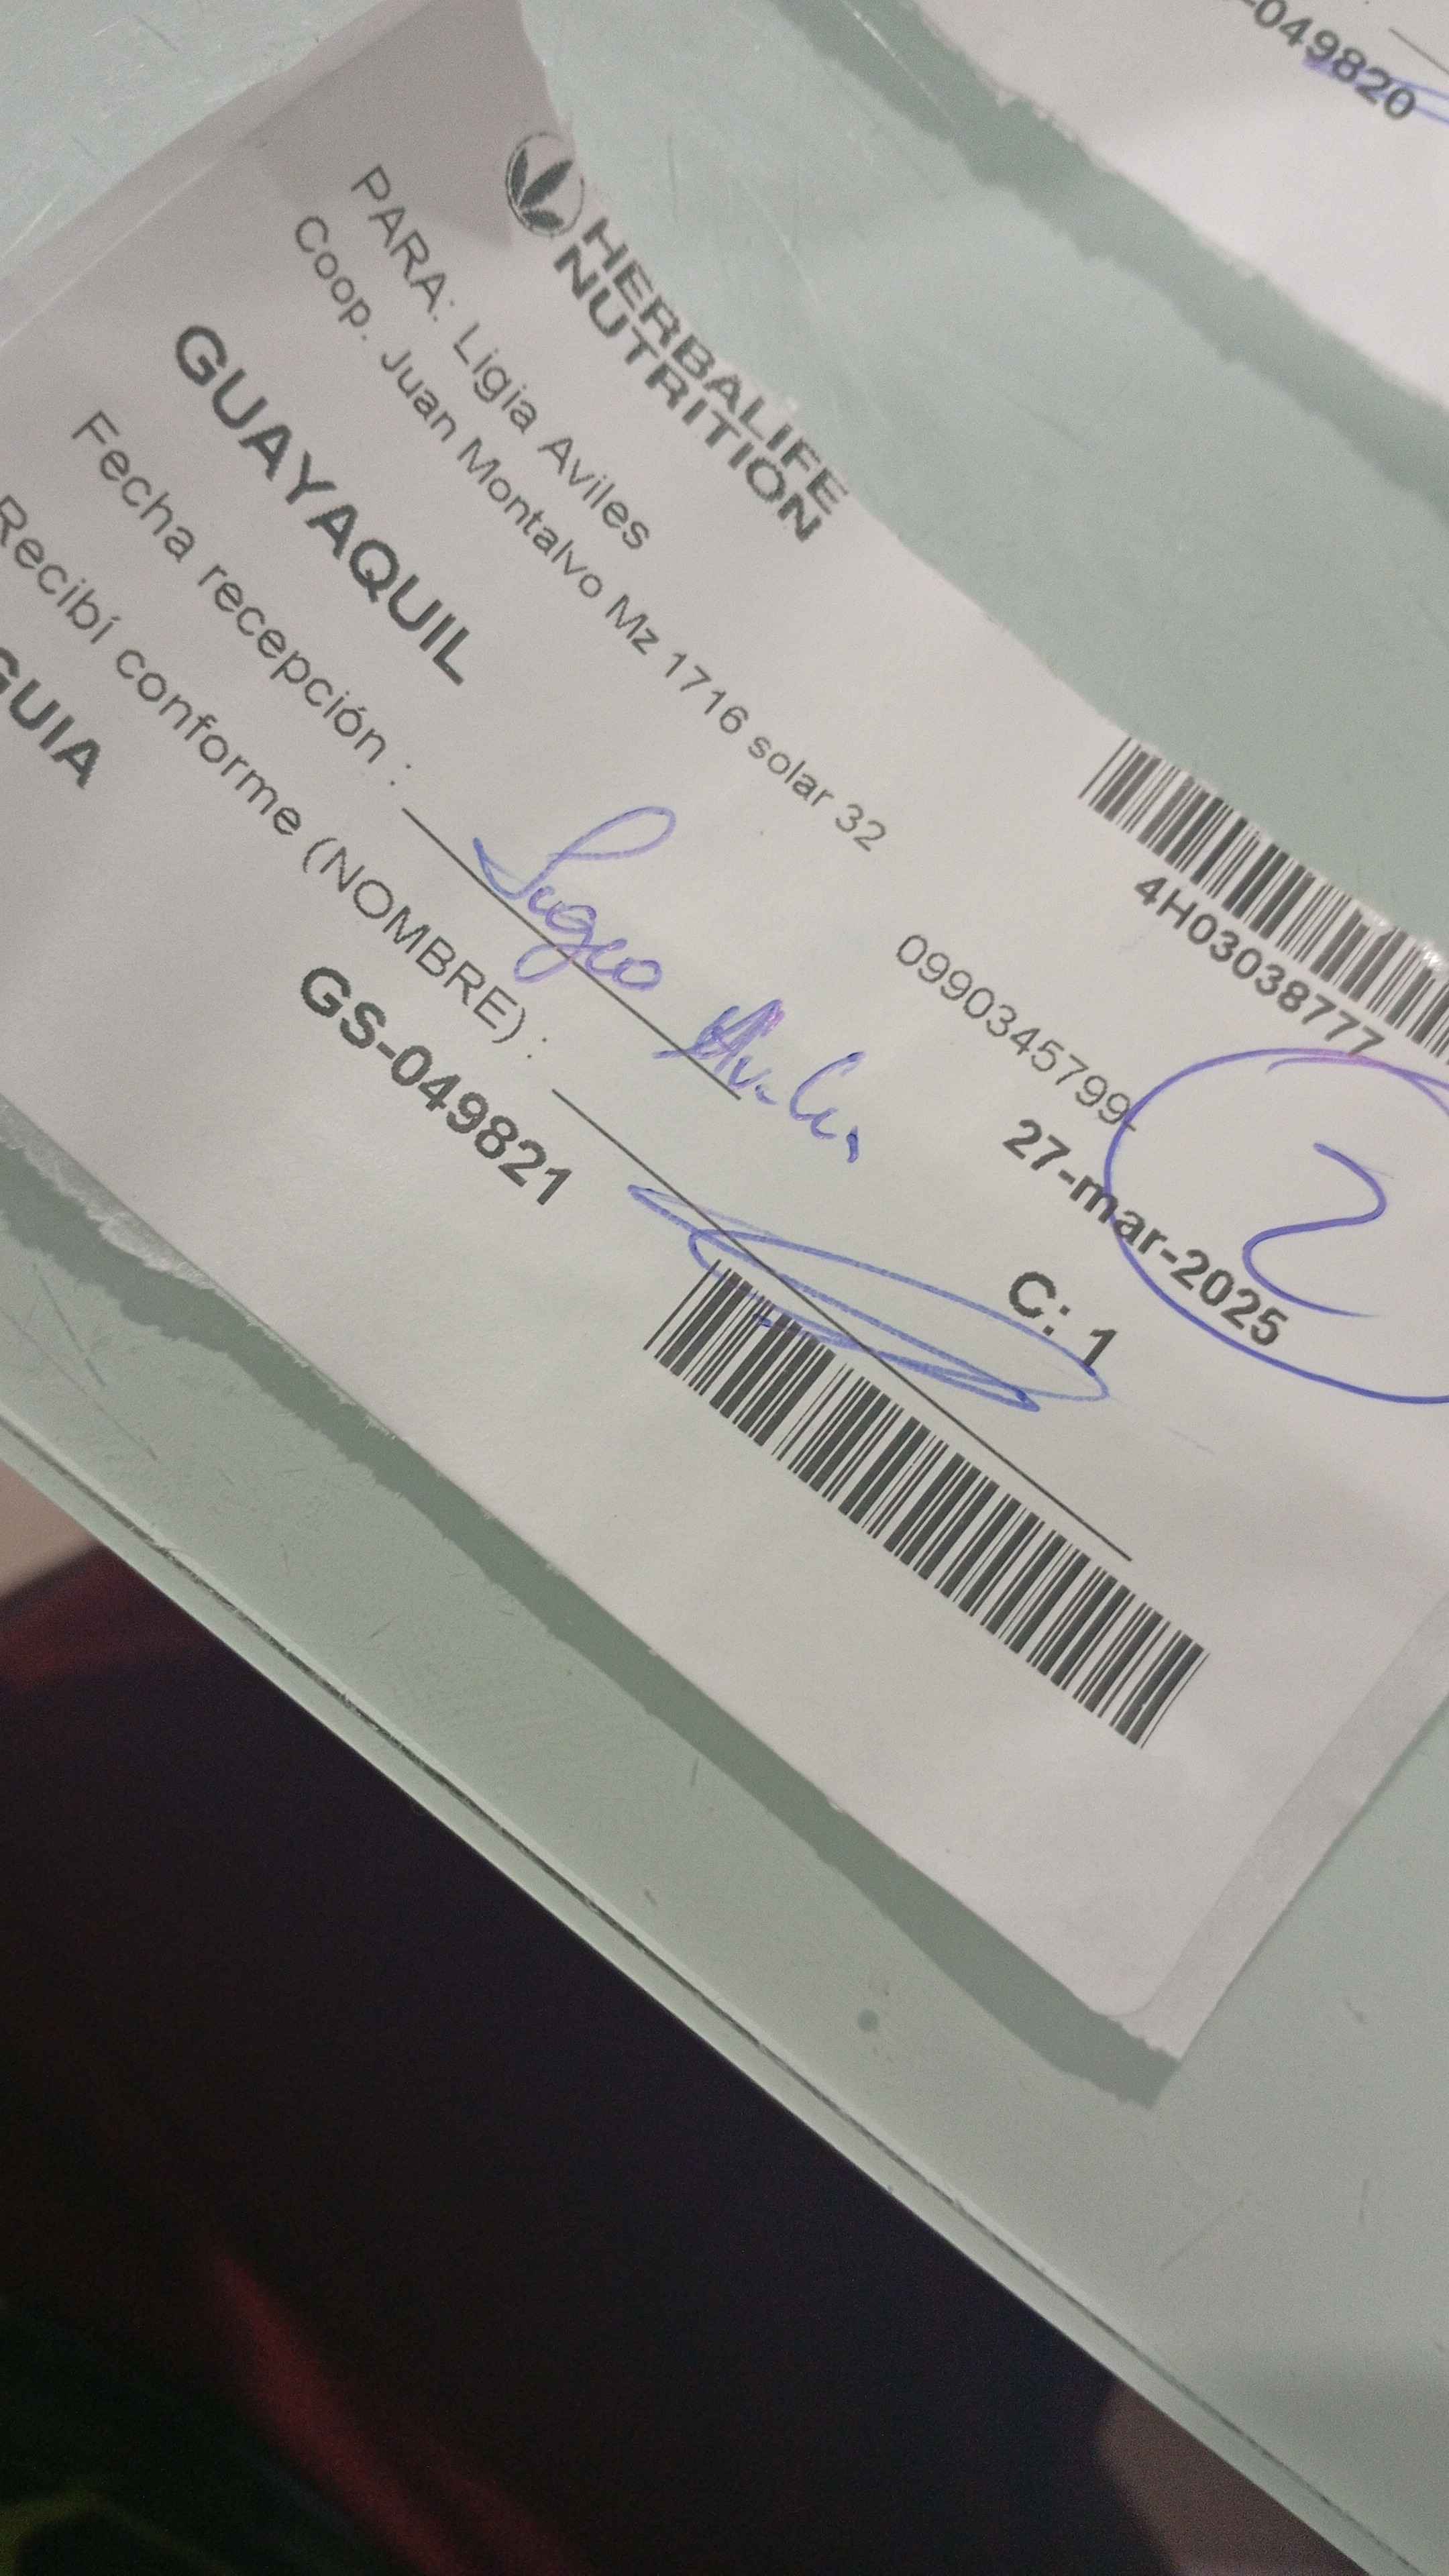 -049820
HERBALIFE
NUTRITION
4H03038777
PARA: Ligia Aviles
0990345799-
2
Coop. Juan Montalvo Mz 1716 solar 32
27-mar-2025
GUAYAQUIL
C: 1
Fecha recepción :
Recibí conforme (NOMBRE) :
GUIA
GS-049821